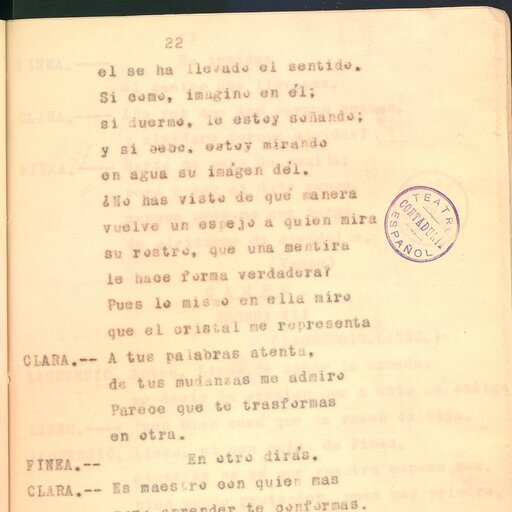 22
el se ha llevado el sentido.
Si como, imagino en él;
si duermo, le estoy soñando;
y si bebo, estoy mirando
en agua su imágen dél.
¿No has visto de qué manera
vuelve un espejo a quien mira
su rostro, que una mentira
le hace forma verdadera?
Pues lo mismo en ella miro
que el cristal me representa
CLARA.-- A tus palabras atenta,
de tus mudanzas me admiro
Parece que te trasformas
en otra.
FINEA.-- En otro dirás.
CLARA.-- Es maestro con quien mas
para aprender te conformas.
TEATRO ESPAÑOL
CONTADURIA